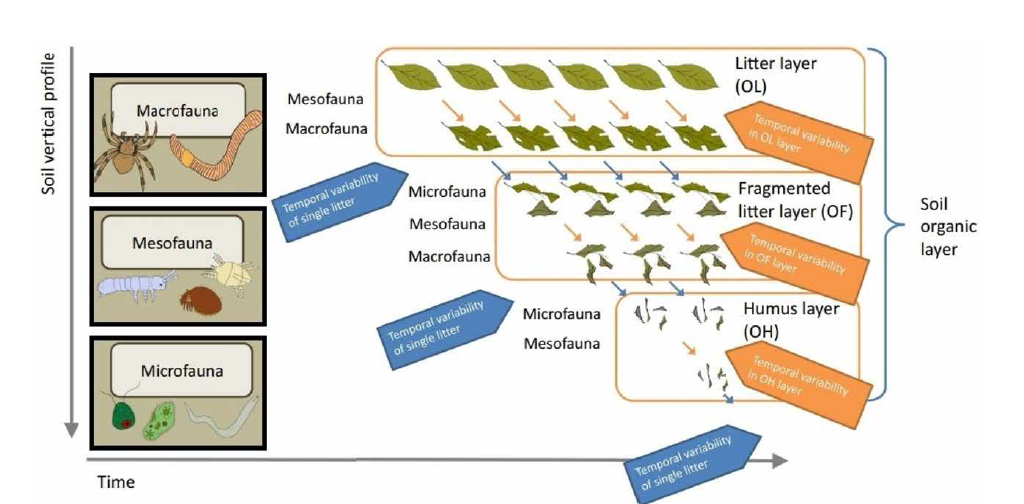 Soil vertical profile
Macrofauna
Mesofauna
Microfauna
Time
Mesofauna
Macrofauna
Litter layer
(OL)
Temporal variability
in OL layer
Temporal variability
of single litter
Microfauna
Mesofauna
Macrofauna
Fragmented
litter layer (OF)
Temporal variability
in OF layer
Soil
organic
layer
Temporal variability
of single litter
Microfauna
Mesofauna
Humus layer
(OH)
Temporal variability
in OH layer
Temporal variability
of single litter